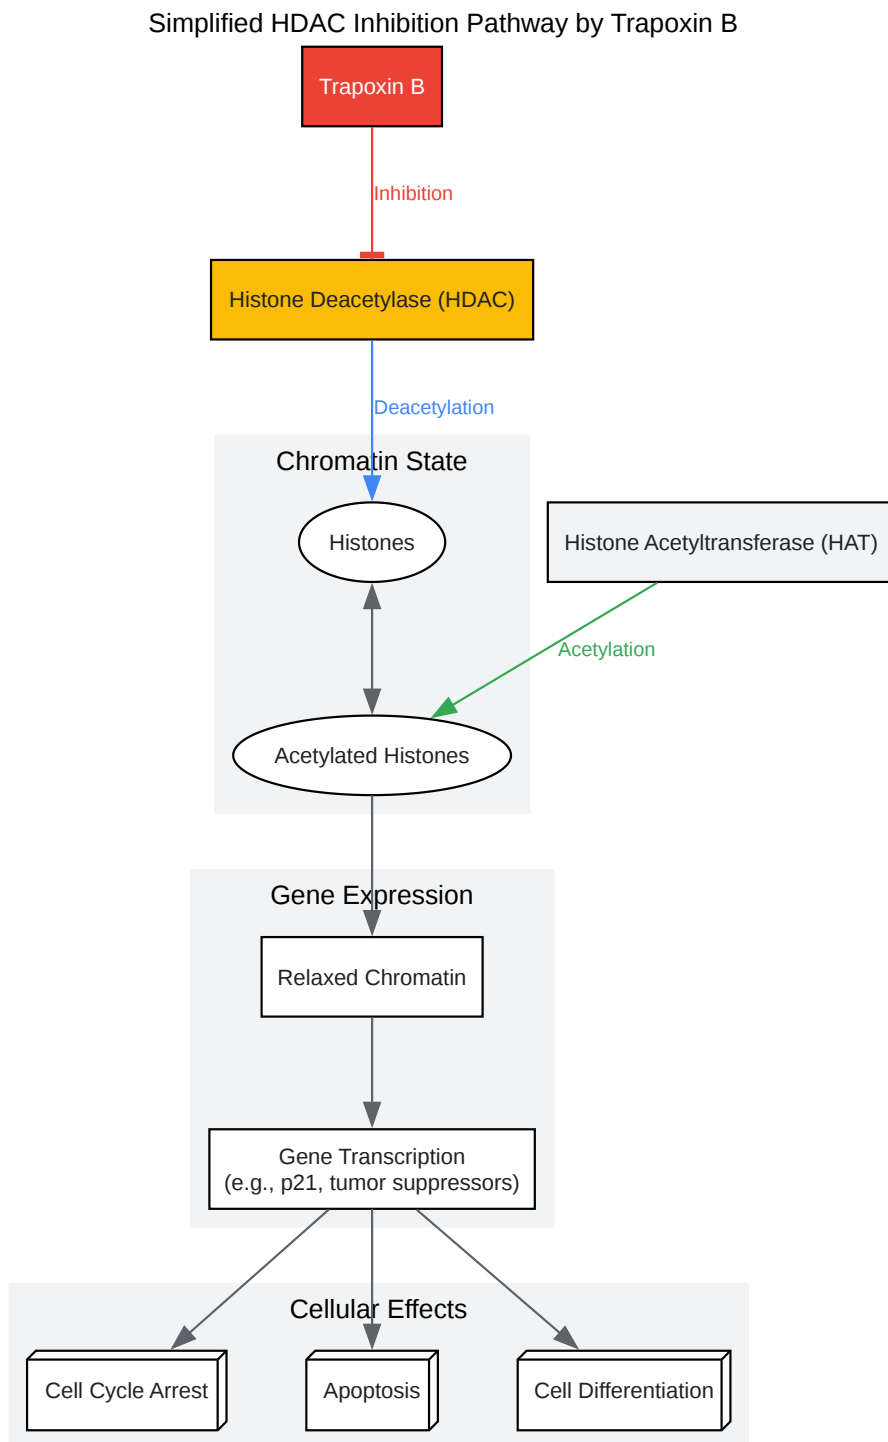 Simplified HDAC Inhibition Pathway by Trapoxin B
Trapoxin B
Inhibition
Histone Deacetylase (HDAC)
Deacetylation
Chromatin State
Histones
Histone Acetyltransferase (HAT)
Acetylation
Acetylated Histones
Gene Expression
Relaxed Chromatin
Gene Transcription
(e.g., p21, tumor suppressors)
Cellular Effects
Cell Cycle Arrest
Apoptosis
Cell Differentiation